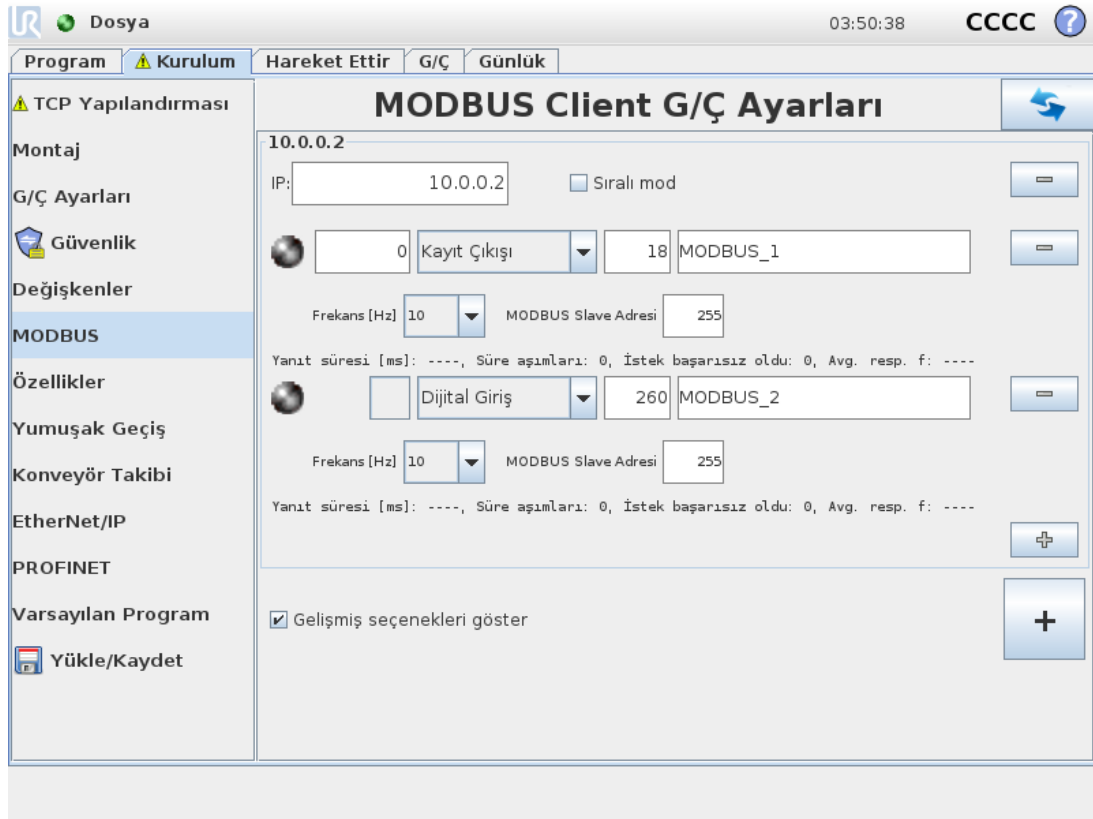 UR Dosya 03:50:38 CCCC ?
Program Kurulum Hareket Ettir G/Ç Günlük
TCP Yapılandırması
Montaj
G/Ç Ayarları
Güvenlik
Değişkenler
MODBUS
Özellikler
Yumuşak Geçiş
Konveyör Takibi
EtherNet/IP
PROFINET
Varsayılan Program
Yükle/Kaydet
MODBUS Client G/Ç Ayarları
10.0.0.2
IP: 10.0.0.2 Sıralı mod
0 Kayıt Çıkışı 18 MODBUS_1
Frekans [Hz] 10 MODBUS Slave Adresi 255
Yanıt süresi [ms]: ----, Süre aşımları: 0, İstek başarısız oldu: 0, Avg. resp. f: ----
Dijital Giriş 260 MODBUS_2
Frekans [Hz] 10 MODBUS Slave Adresi 255
Yanıt süresi [ms]: ----, Süre aşımları: 0, İstek başarısız oldu: 0, Avg. resp. f: ----
Gelişmiş seçenekleri göster